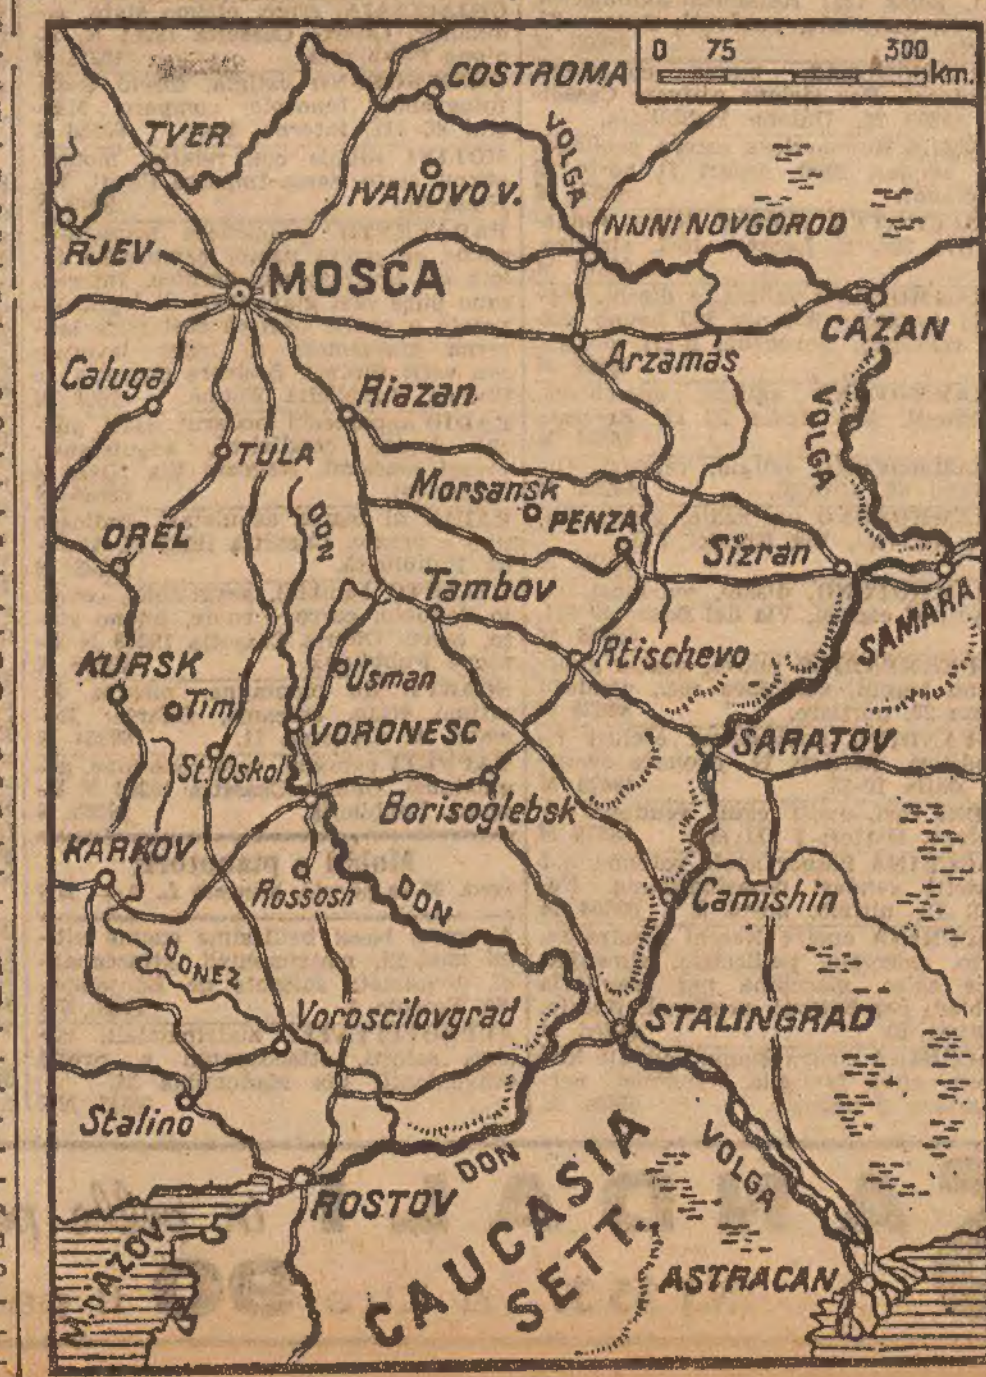 0 75 300
km.
COSTROMA
TVER
VOLGA
IVANOVO V.
NIJNI NOVGOROD
RJEV
MOSCA
CAZAN
Arzamas
Caluga
Riazan
VOLGA
TULA
Morsansk
DON
PENZA
OREL
Sizran
Tambov
SAMARA
KURSK
Usman
Rtischevo
Tim
VORONESC
SARATOV
St. Oskol
Borisoglebsk
KARKOV
Rossosh
DON
Camishin
DONEZ
Voroscilovgrad
STALINGRAD
Stalino
DON
VOLGA
ROSTOV
CAUCASIA
SETT.
M. D'AZOV
ASTRACAN